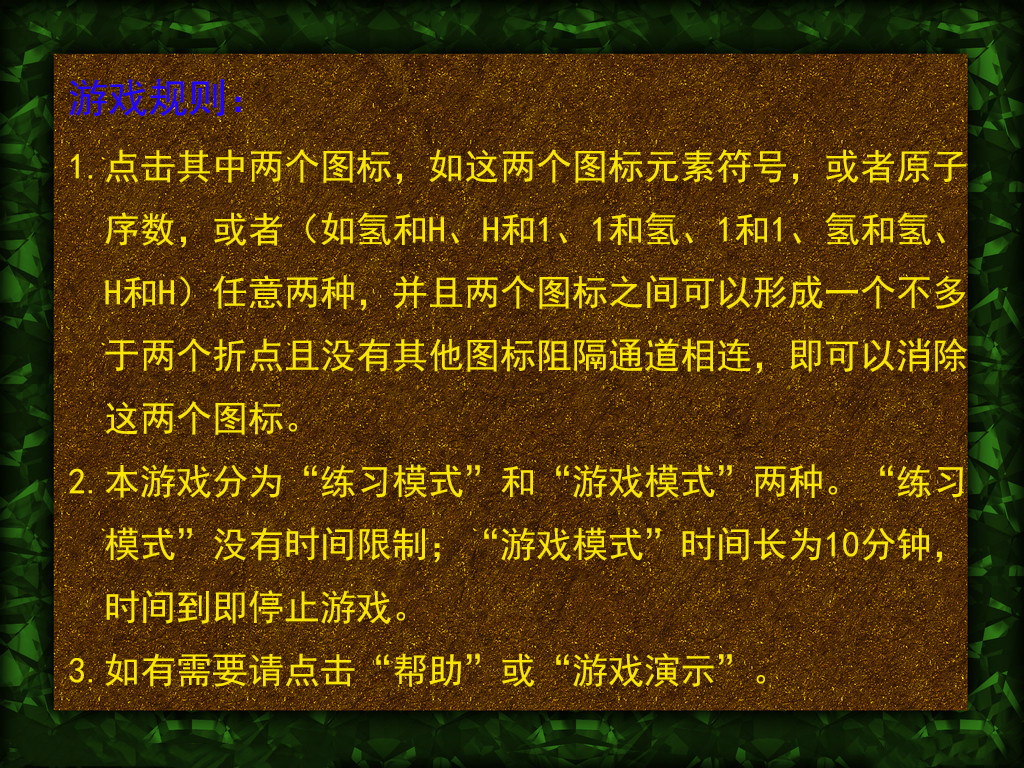 游戏规则：
1.点击其中两个图标，如这两个图标元素符号，或者原子
序数，或者（如氢和H、H和1、1和氢、1和1、氢和氢、
H和H）任意两种，并且两个图标之间可以形成一个不多
于两个折点且没有其他图标阻隔通道相连，即可以消除
这两个图标。
2.本游戏分为“练习模式”和“游戏模式”两种。“练习
模式”没有时间限制；“游戏模式”时间长为10分钟，
时间到即停止游戏。
3.如有需要请点击“帮助”或“游戏演示”。